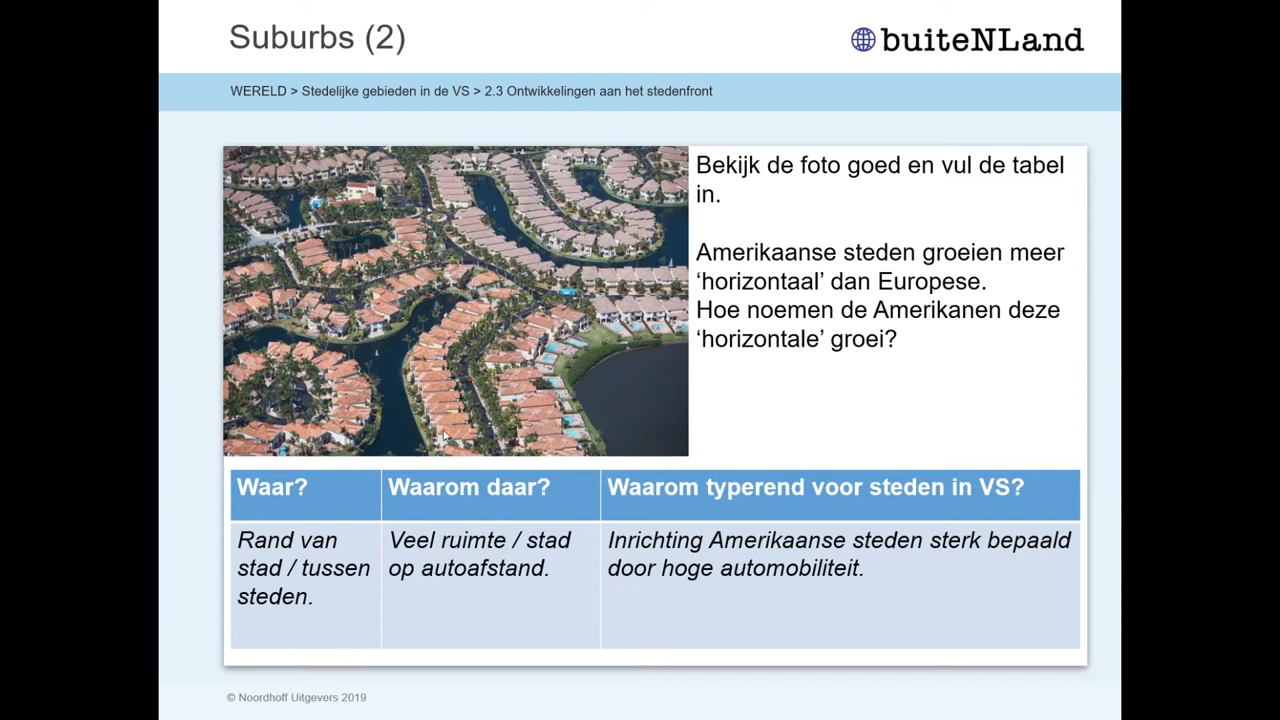 Suburbs (2)
buiteNLand
WERELD > Stedelijke gebieden in de VS > 2.3 Ontwikkelingen aan het stedenfront
Bekijk de foto goed en vul de tabel
in.
Amerikaanse steden groeien meer
‘horizontaal’ dan Europese.
Hoe noemen de Amerikanen deze
‘horizontale’ groei?
Waar?
Waarom daar?
Waarom typerend voor steden in VS?
Rand van
stad / tussen
steden.
Veel ruimte / stad
op autoafstand.
Inrichting Amerikaanse steden sterk bepaald
door hoge automobiliteit.
© Noordhoff Uitgevers 2019